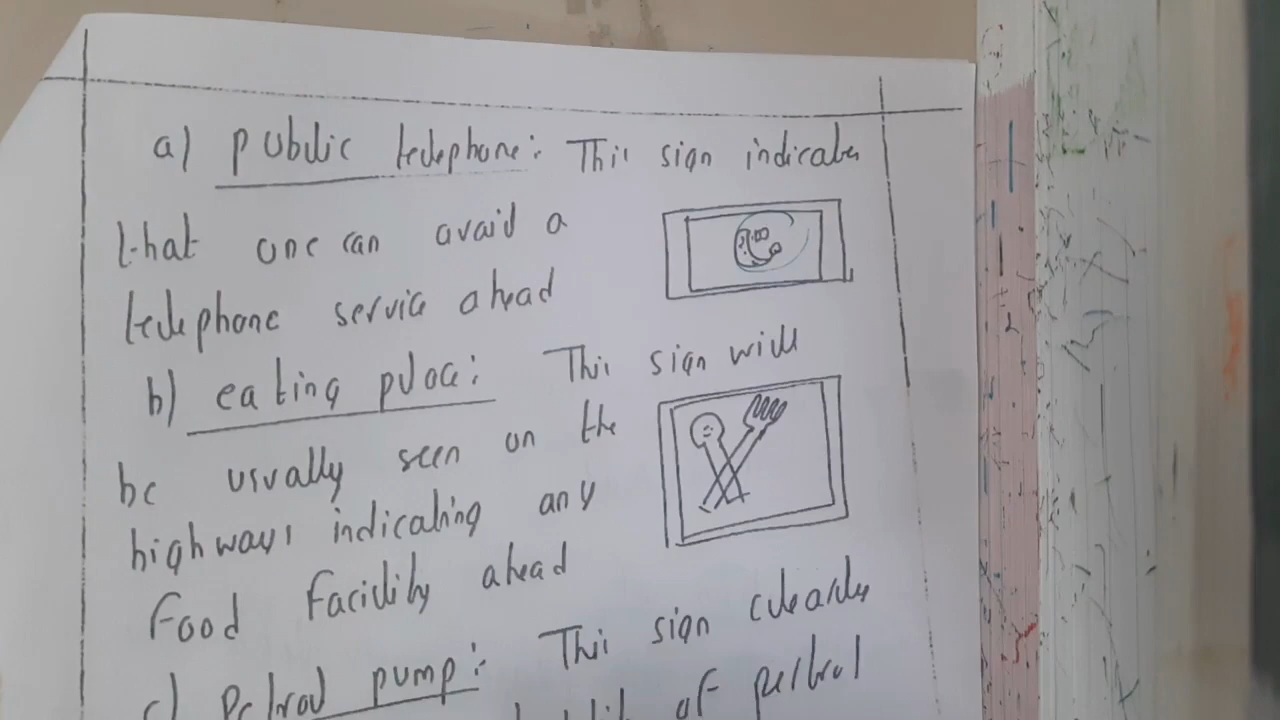 a) public telephone: This sign indicates
that one can avaid a
telephone service ahead
b) eating place: This sign will
be usually seen on the
highways indicating any
Food Facility ahead
c) Petrol pump: This sign clearly
of petrol